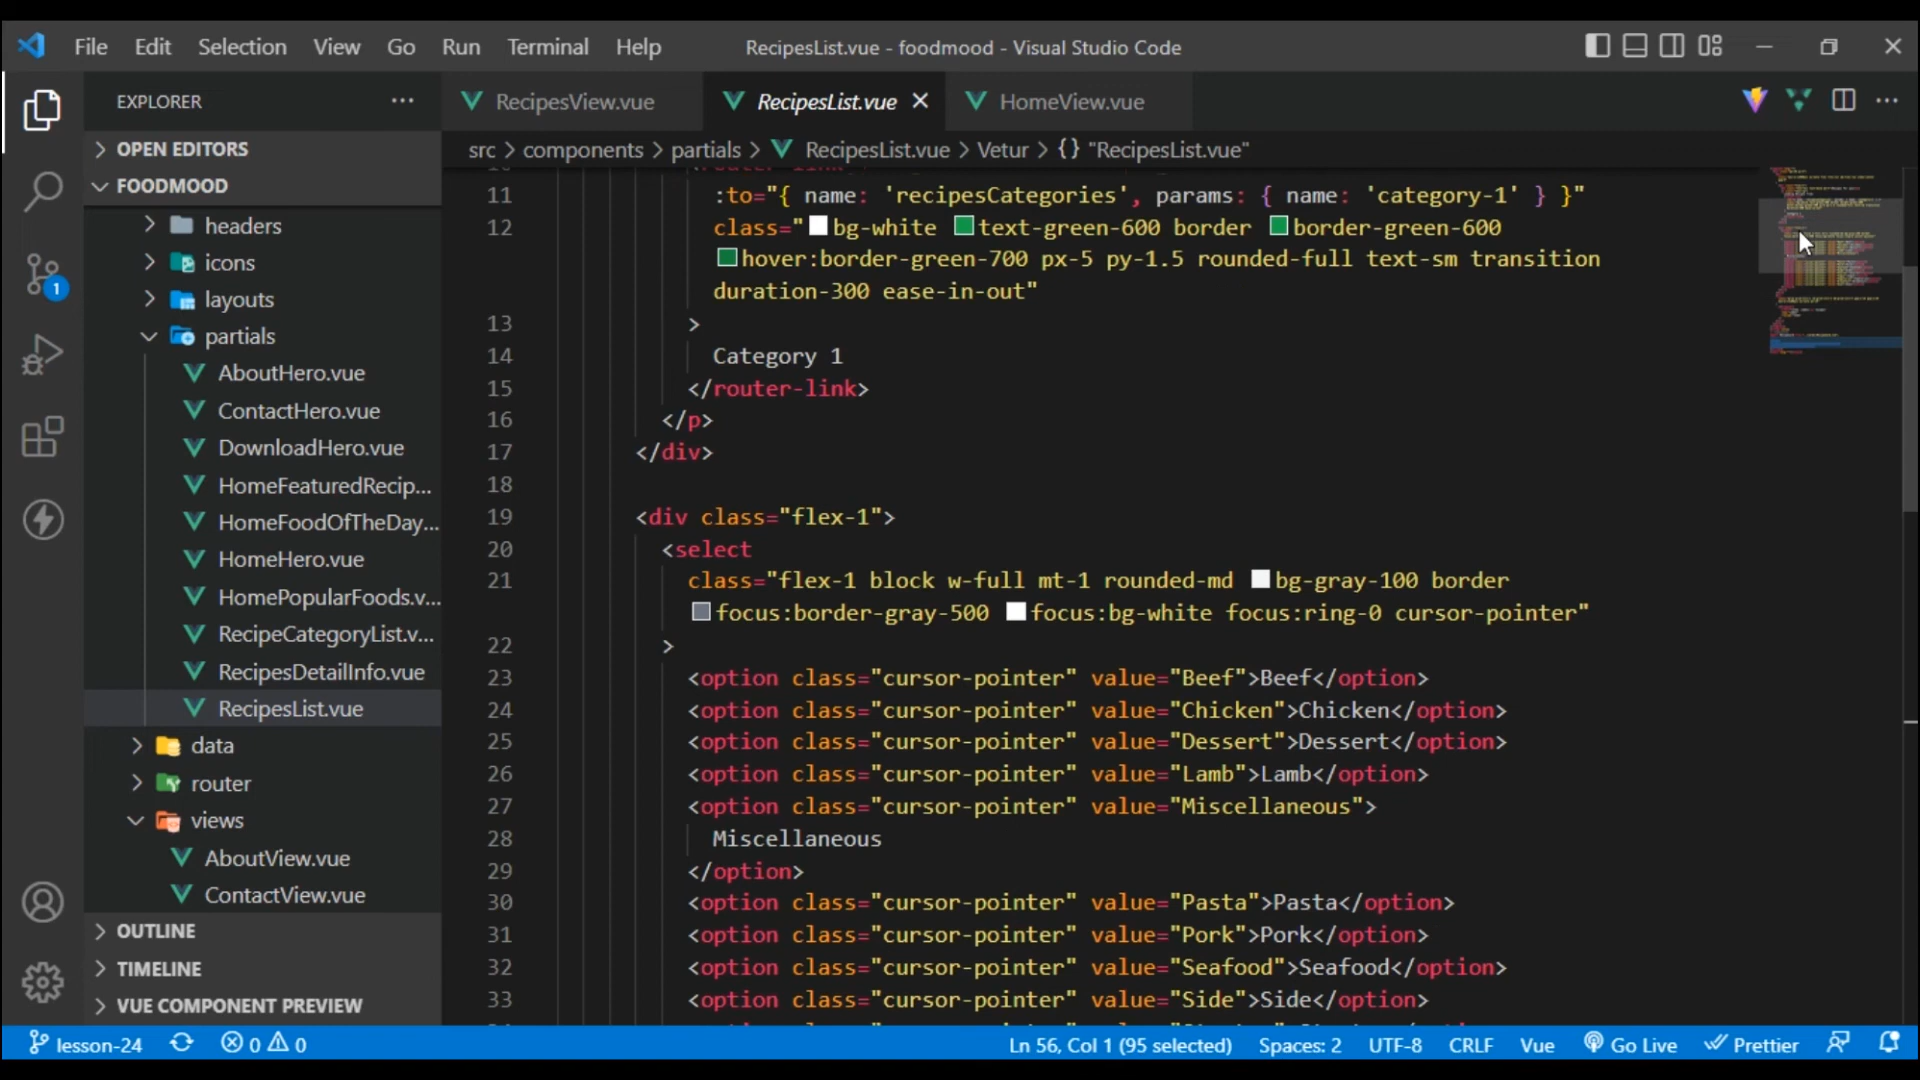 File Edit Selection View Go Run Terminal Help
RecipesList.vue - foodmood - Visual Studio Code
EXPLORER
OPEN EDITORS
FOODMOOD
headers
icons
layouts
partials
AboutHero.vue
ContactHero.vue
DownloadHero.vue
HomeFeaturedRecip...
HomeFoodOfTheDay...
HomeHero.vue
HomePopularFoods.v...
RecipeCategoryList.v...
RecipesDetailInfo.vue
RecipesList.vue
data
router
views
AboutView.vue
ContactView.vue
OUTLINE
TIMELINE
VUE COMPONENT PREVIEW
1
RecipesView.vue RecipesList.vue HomeView.vue
src > components > partials > RecipesList.vue > Vetur > {} "RecipesList.vue"
11 :to="{ name: 'recipesCategories', params: { name: 'category-1' } }"
12 class="bg-white text-green-600 border border-green-600
hover:border-green-700 px-5 py-1.5 rounded-full text-sm transition
duration-300 ease-in-out"
13 >
14 Category 1
15 </router-link>
16 </p>
17 </div>
18
19 <div class="flex-1">
20 <select
21 class="flex-1 block w-full mt-1 rounded-md bg-gray-100 border
focus:border-gray-500 focus:bg-white focus:ring-0 cursor-pointer"
22 >
23 <option class="cursor-pointer" value="Beef">Beef</option>
24 <option class="cursor-pointer" value="Chicken">Chicken</option>
25 <option class="cursor-pointer" value="Dessert">Dessert</option>
26 <option class="cursor-pointer" value="Lamb">Lamb</option>
27 <option class="cursor-pointer" value="Miscellaneous">
28 Miscellaneous
29 </option>
30 <option class="cursor-pointer" value="Pasta">Pasta</option>
31 <option class="cursor-pointer" value="Pork">Pork</option>
32 <option class="cursor-pointer" value="Seafood">Seafood</option>
33 <option class="cursor-pointer" value="Side">Side</option>
lesson-24 0 0 Ln 56, Col 1 (95 selected) Spaces: 2 UTF-8 CRLF Vue Go Live Prettier